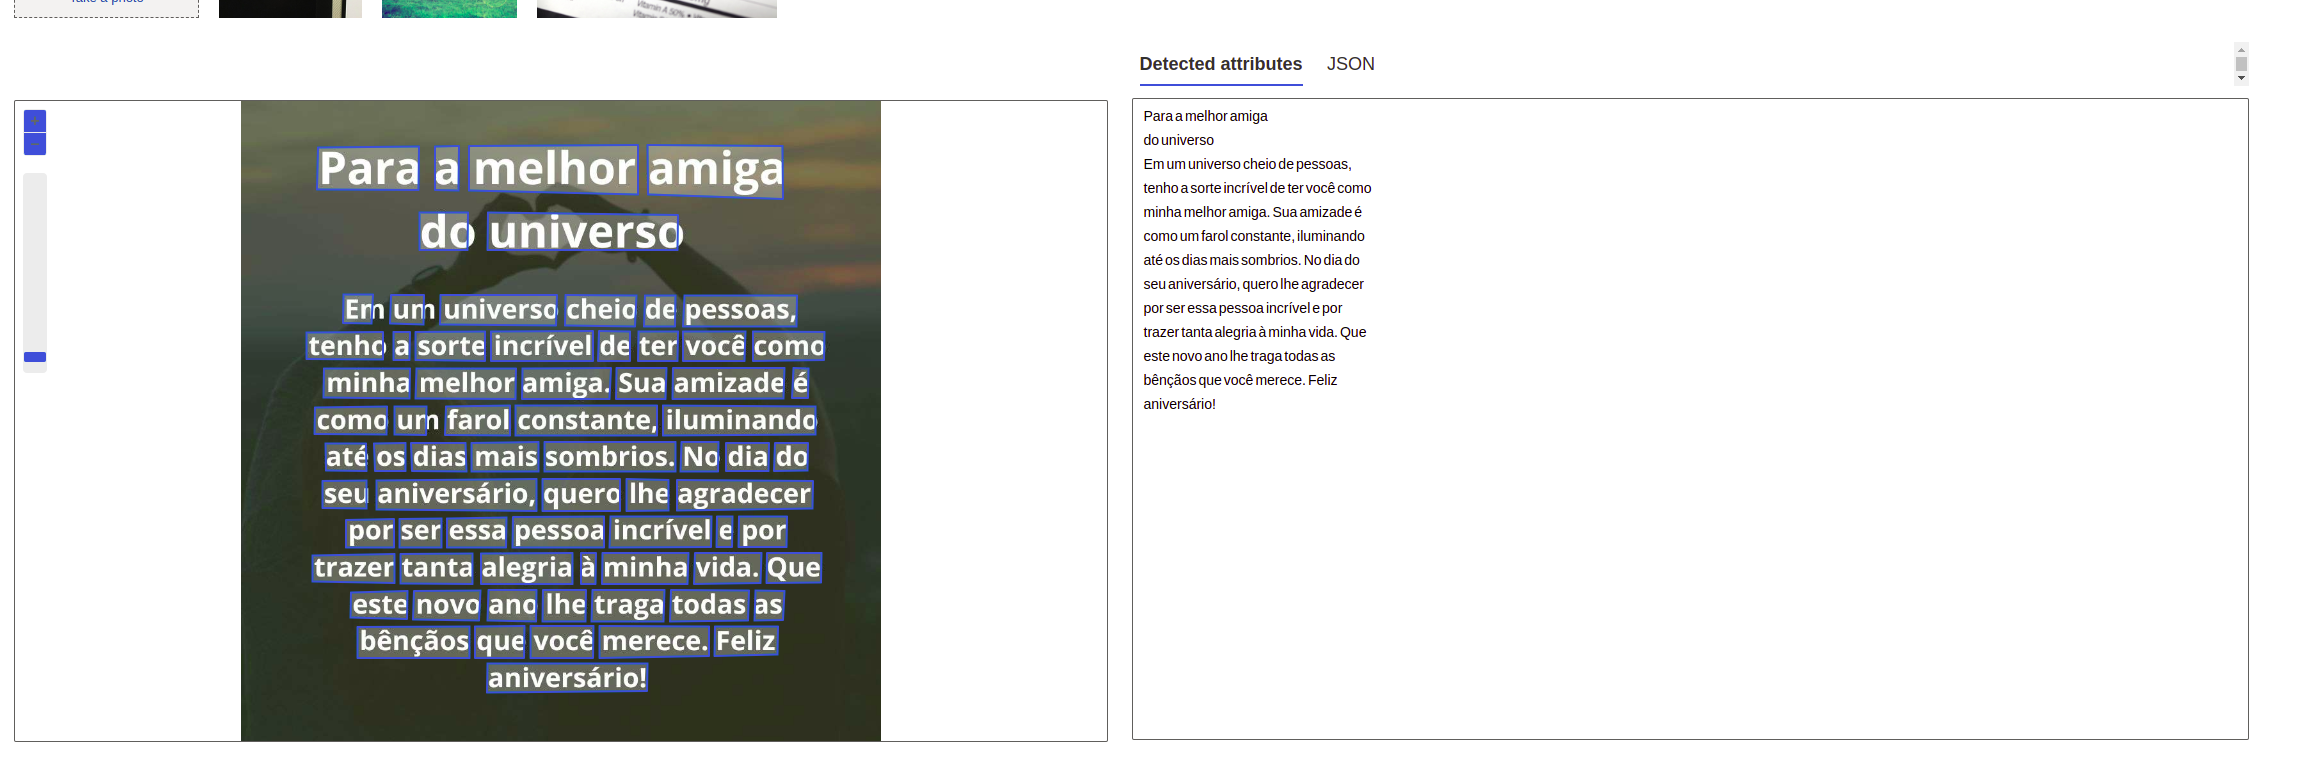 Take a photo
Vitamin A 50% • Vit
Detected attributes JSON
+
−
Para a melhor amiga
do universo
Em um universo cheio de pessoas,
tenho a sorte incrível de ter você como
minha melhor amiga. Sua amizade é
como um farol constante, iluminando
até os dias mais sombrios. No dia do
seu aniversário, quero lhe agradecer
por ser essa pessoa incrível e por
trazer tanta alegria à minha vida. Que
este novo ano lhe traga todas as
bênçãos que você merece. Feliz
aniversário!
Para a melhor amiga
do universo
Em um universo cheio de pessoas,
tenho a sorte incrível de ter você como
minha melhor amiga. Sua amizade é
como um farol constante, iluminando
até os dias mais sombrios. No dia do
seu aniversário, quero lhe agradecer
por ser essa pessoa incrível e por
trazer tanta alegria à minha vida. Que
este novo ano lhe traga todas as
bênçãos que você merece. Feliz
aniversário!